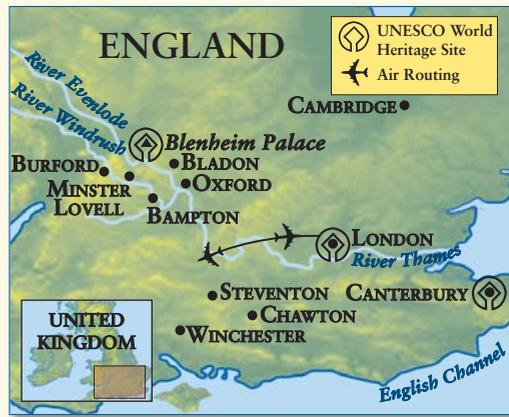 ENGLAND
UNESCO World
Heritage Site
Air Routing
River Evenlode
River Windrush
CAMBRIDGE
Blenheim Palace
BLADON
BURFORD
OXFORD
MINSTER
LOVELL
BAMPTON
LONDON
River Thames
STEVENTON
CANTERBURY
CHAWTON
WINCHESTER
UNITED
KINGDOM
English Channel